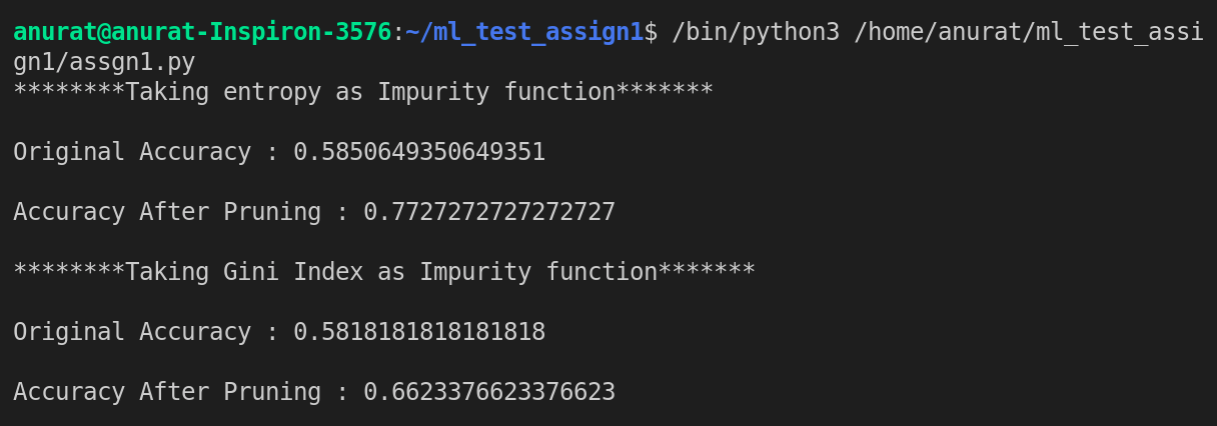 anurat@anurat-Inspiron-3576:~/ml_test_assign1$ /bin/python3 /home/anurat/ml_test_assi
gn1/assgn1.py
********Taking entropy as Impurity function*******
Original Accuracy : 0.5850649350649351
Accuracy After Pruning : 0.7727272727272727
********Taking Gini Index as Impurity function*******
Original Accuracy : 0.5818181818181818
Accuracy After Pruning : 0.6623376623376623